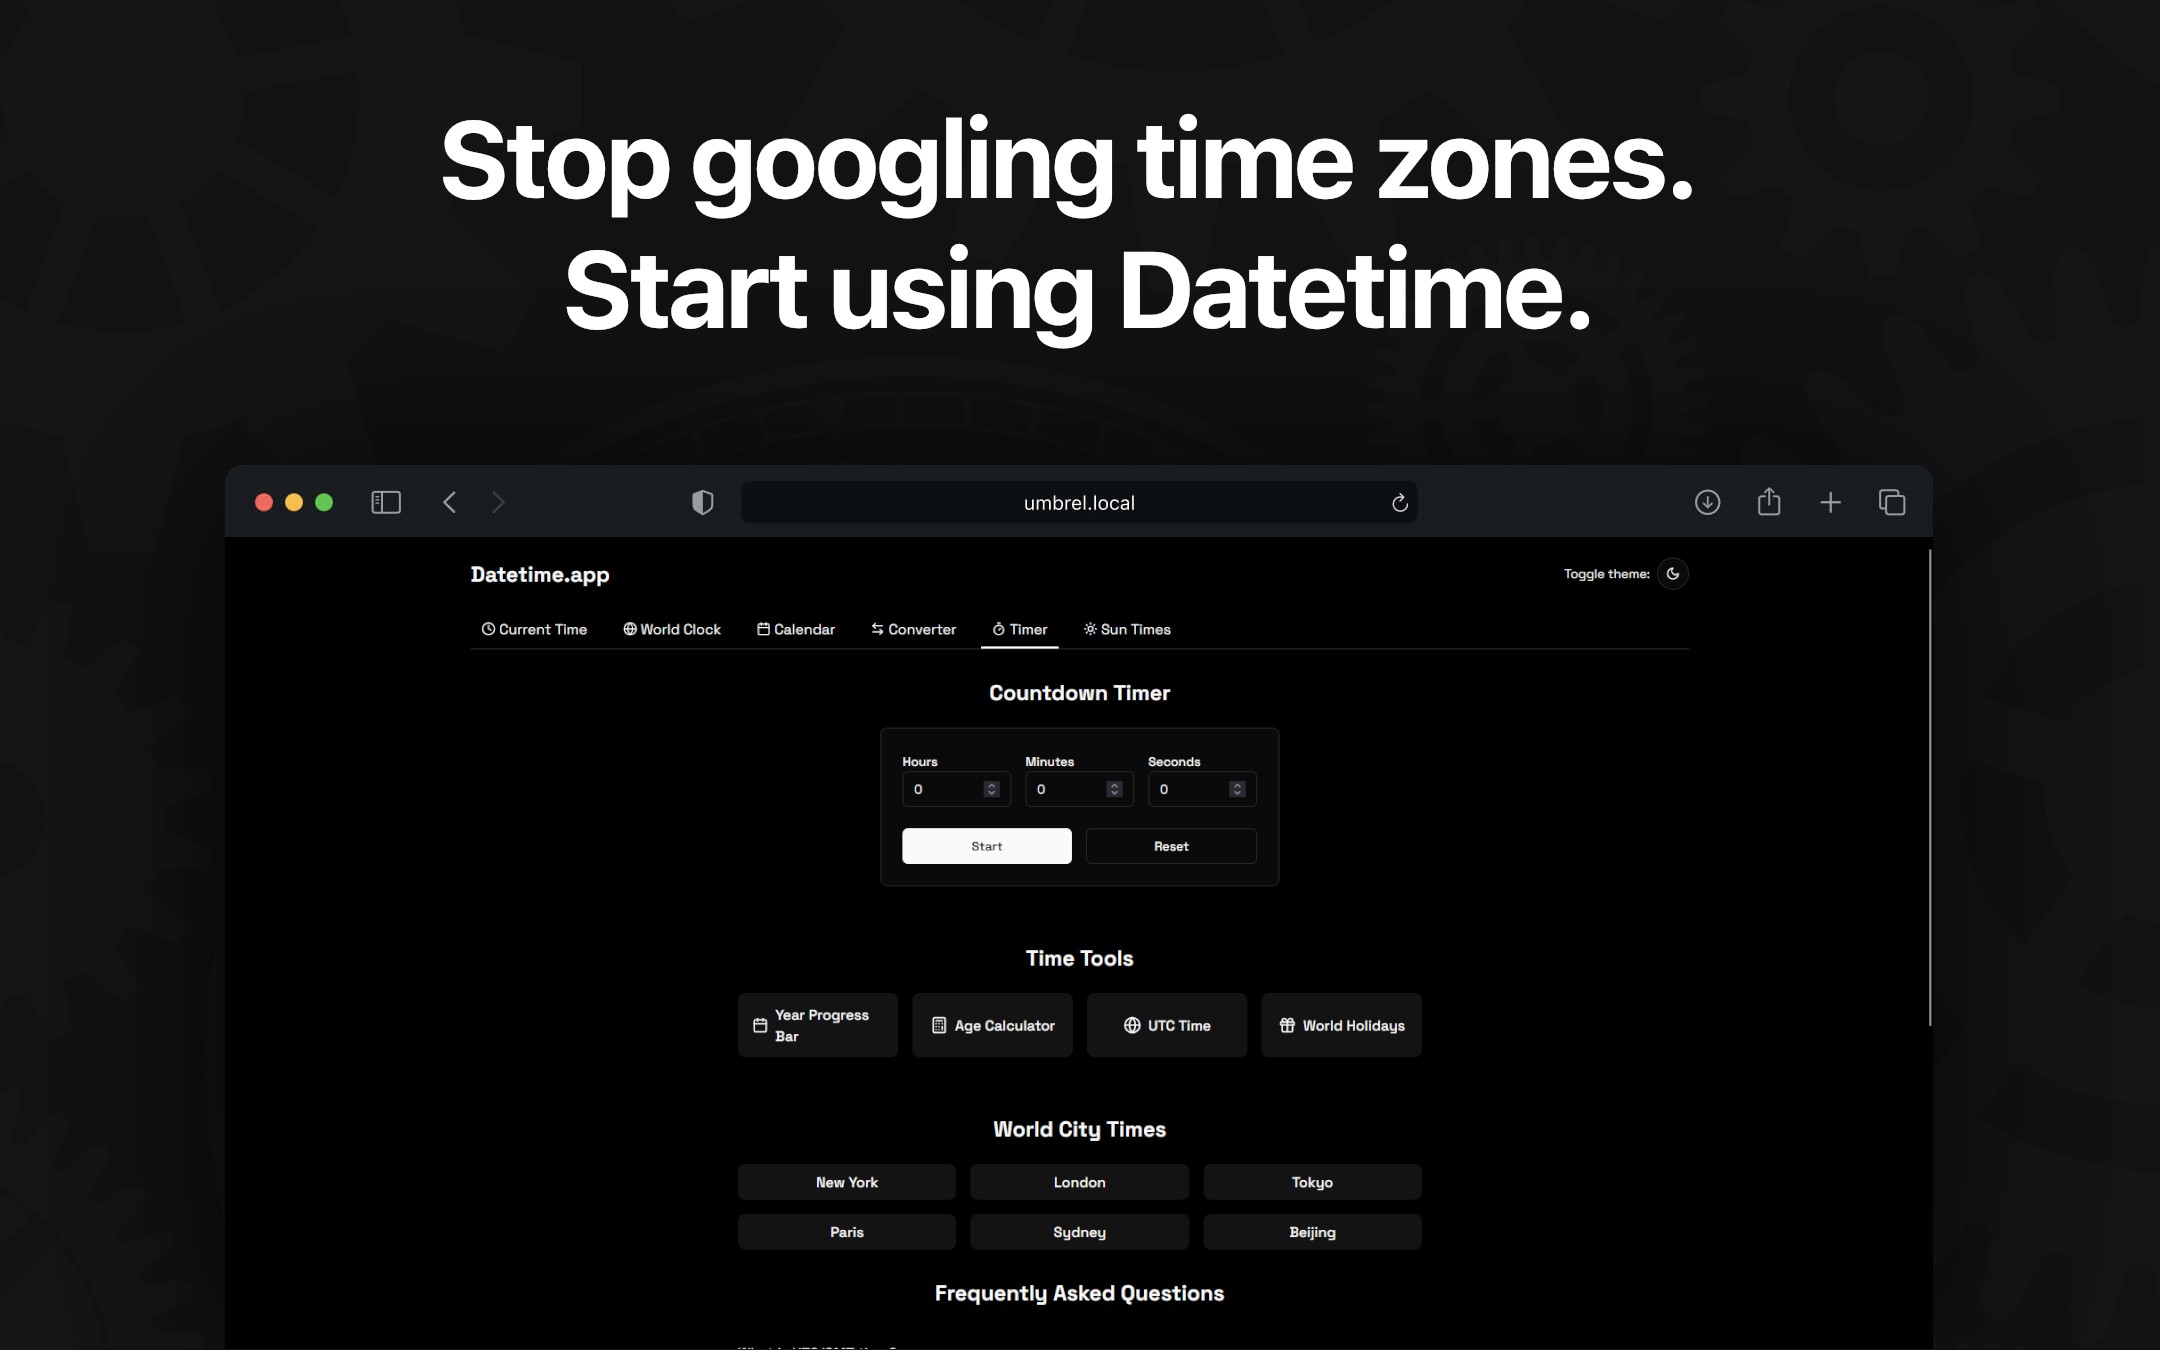 Stop googling time zones.
Start using Datetime.
umbrel.local
Datetime.app
Toggle theme:
Current Time
World Clock
Calendar
Converter
Timer
Sun Times
Countdown Timer
Hours
Minutes
Seconds
0
0
0
Start
Reset
Time Tools
Year Progress
Bar
Age Calculator
UTC Time
World Holidays
World City Times
New York
London
Tokyo
Paris
Sydney
Beijing
Frequently Asked Questions